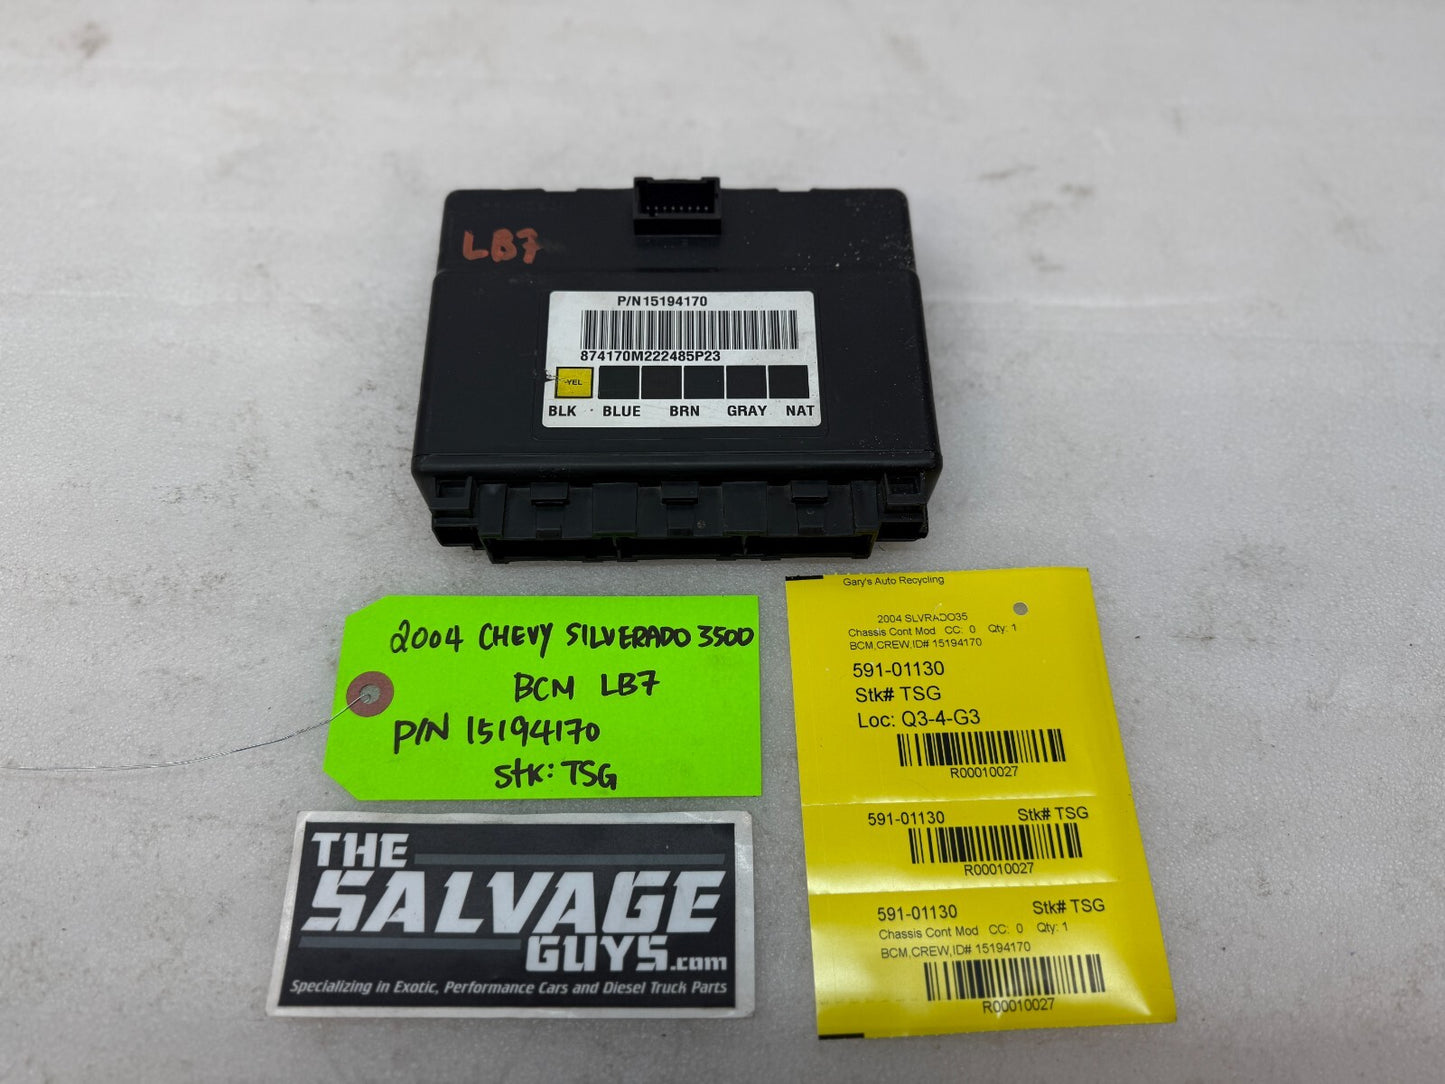 LB7
P/N15194170
874170M222485P23
YEL
BLK BLUE BRN GRAY NAT
2004 CHEVY SILVERADO 3500
BCM LB7
P/N 15194170
Stk: TSG
THE
SALVAGE
GUYS.com
Specializing in Exotic, Performance Cars and Diesel Truck Parts
Gary's Auto Recycling
2004 SLVRADO35
Chassis Cont Mod CC: 0 Qty: 1
BCM,CREW,ID# 15194170
591-01130
Stk# TSG
Loc: Q3-4-G3
R00010027
591-01130 Stk# TSG
R00010027
591-01130 Stk# TSG
Chassis Cont Mod CC: 0 Qty: 1
BCM,CREW,ID# 15194170
R00010027